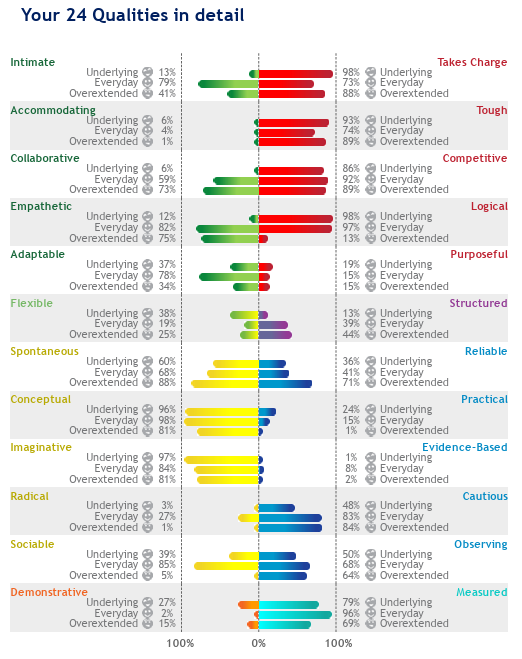 Your 24 Qualities in detail
Intimate Takes Charge
Underlying 13% 98% Underlying
Everyday 79% 73% Everyday
Overextended 41% 88% Overextended
Accommodating Tough
Underlying 6% 93% Underlying
Everyday 4% 74% Everyday
Overextended 1% 89% Overextended
Collaborative Competitive
Underlying 6% 86% Underlying
Everyday 59% 92% Everyday
Overextended 73% 89% Overextended
Empathetic Logical
Underlying 12% 98% Underlying
Everyday 82% 97% Everyday
Overextended 75% 13% Overextended
Adaptable Purposeful
Underlying 37% 19% Underlying
Everyday 78% 15% Everyday
Overextended 34% 15% Overextended
Flexible Structured
Underlying 38% 13% Underlying
Everyday 19% 39% Everyday
Overextended 25% 44% Overextended
Spontaneous Reliable
Underlying 60% 36% Underlying
Everyday 68% 41% Everyday
Overextended 88% 71% Overextended
Conceptual Practical
Underlying 96% 24% Underlying
Everyday 98% 15% Everyday
Overextended 81% 1% Overextended
Imaginative Evidence-Based
Underlying 97% 1% Underlying
Everyday 84% 8% Everyday
Overextended 81% 2% Overextended
Radical Cautious
Underlying 3% 48% Underlying
Everyday 27% 83% Everyday
Overextended 1% 84% Overextended
Sociable Observing
Underlying 39% 50% Underlying
Everyday 85% 68% Everyday
Overextended 5% 64% Overextended
Demonstrative Measured
Underlying 27% 79% Underlying
Everyday 2% 96% Everyday
Overextended 15% 69% Overextended
100% 0% 100%